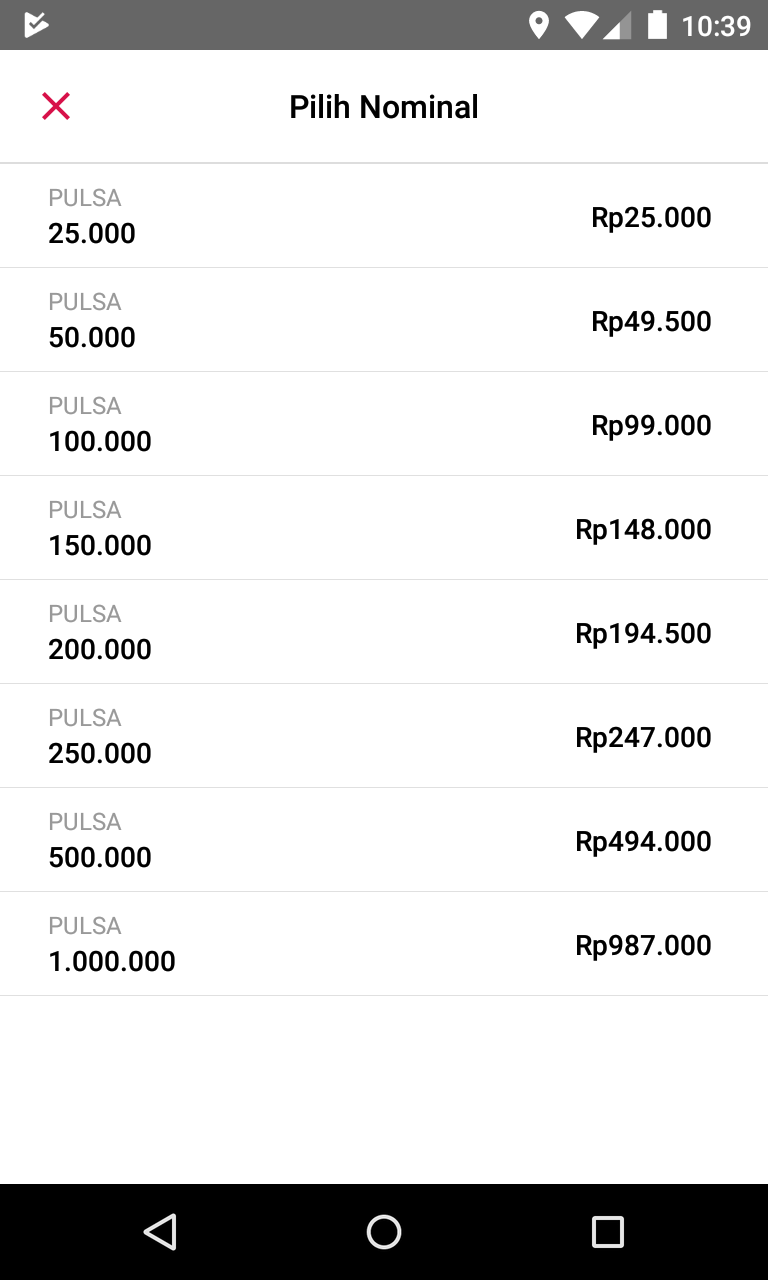 10:39
Pilih Nominal
PULSA
25.000
Rp25.000
PULSA
50.000
Rp49.500
PULSA
100.000
Rp99.000
PULSA
150.000
Rp148.000
PULSA
200.000
Rp194.500
PULSA
250.000
Rp247.000
PULSA
500.000
Rp494.000
PULSA
1.000.000
Rp987.000